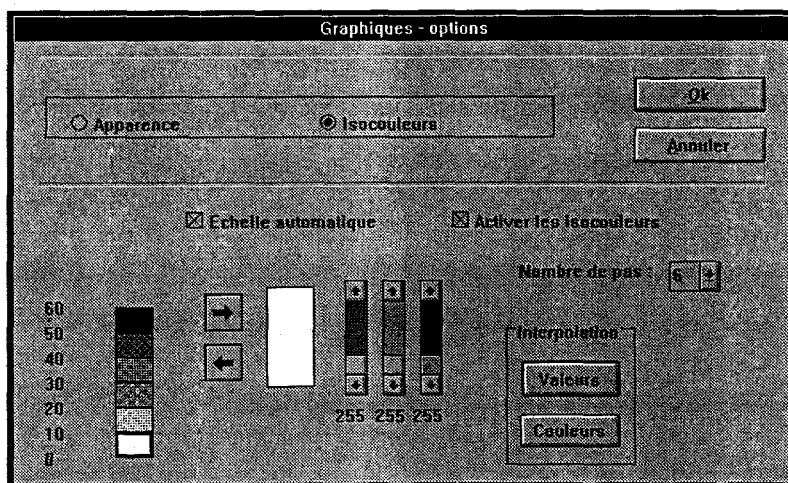 Graphiques - options
Ok
Apparence
Isocouleurs
Annuler
Echelle automatique
Activer les Isocouleurs
Nombre de pas :
6
60
50
40
30
20
10
0
255 255 255
Interpolation
Valeurs
Couleurs